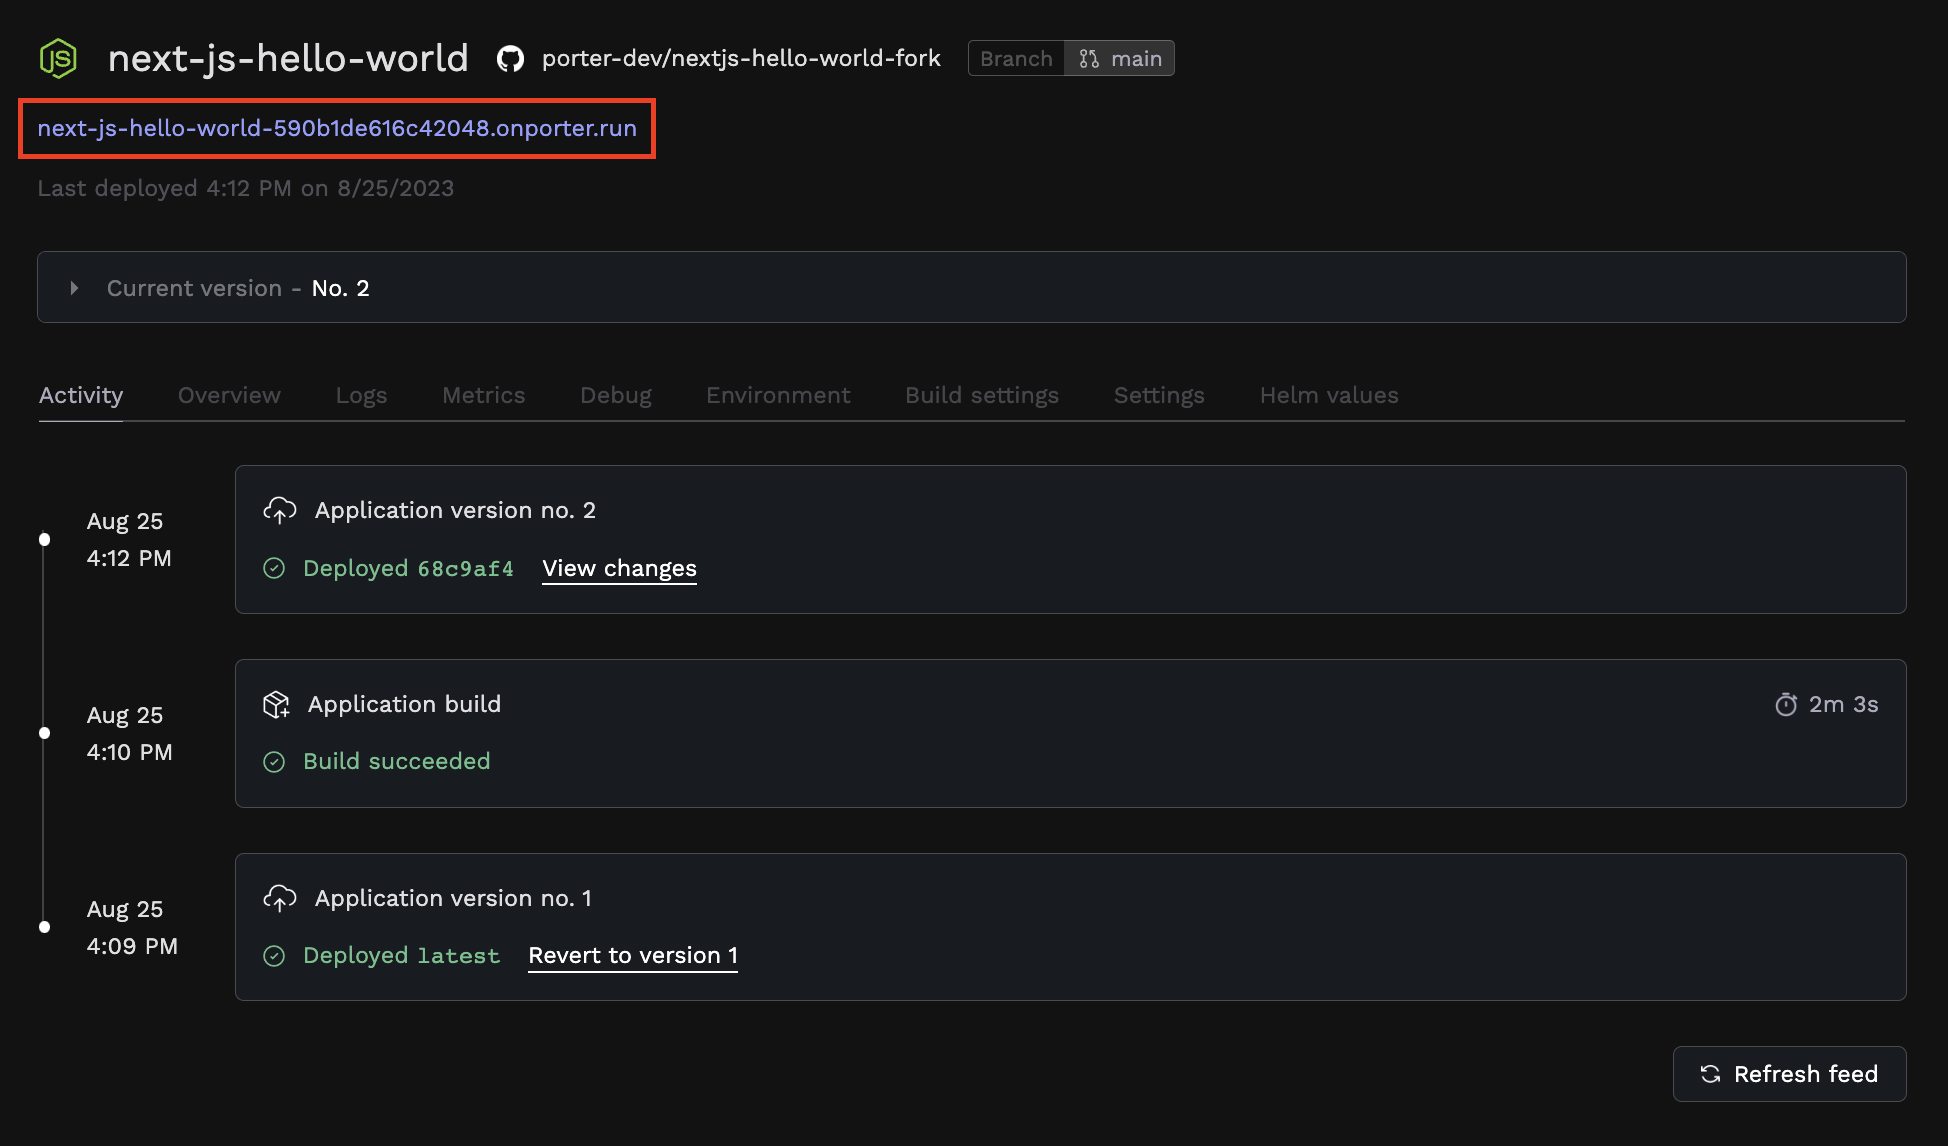 next-js-hello-world porter-dev/nextjs-hello-world-fork Branch main
next-js-hello-world-590b1de616c42048.onporter.run
Last deployed 4:12 PM on 8/25/2023
Current version - No. 2
Activity Overview Logs Metrics Debug Environment Build settings Settings Helm values
Aug 25
4:12 PM
Application version no. 2
Deployed 68c9af4 View changes
Aug 25
4:10 PM
Application build 2m 3s
Build succeeded
Aug 25
4:09 PM
Application version no. 1
Deployed latest Revert to version 1
Refresh feed